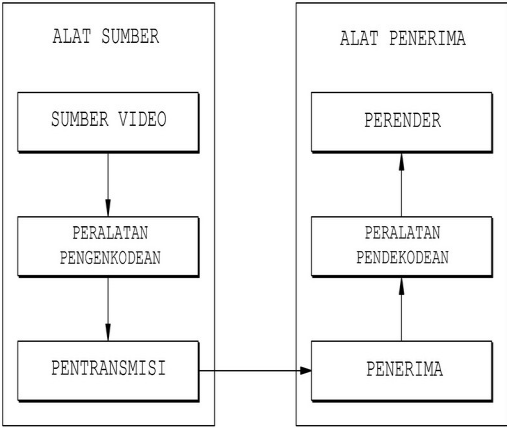 ALAT SUMBER
SUMBER VIDEO
PERALATAN
PENGENKODEAN
PENTRANSMISI
ALAT PENERIMA
PERENDER
PERALATAN
PENDEKODEAN
PENERIMA